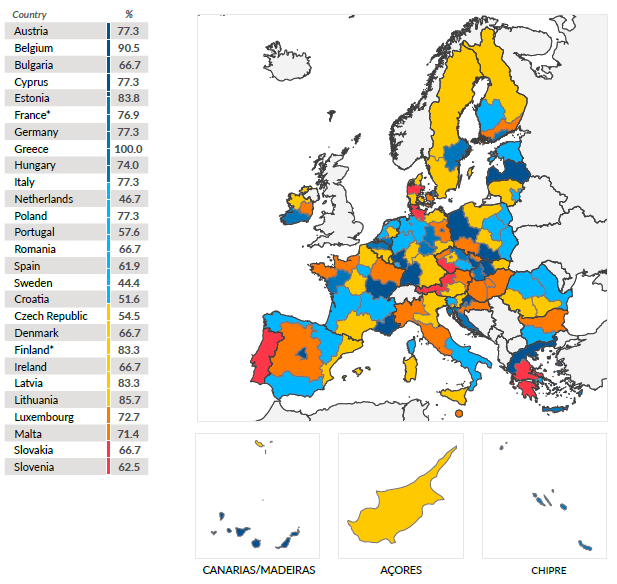 Country %
Austria 77.3
Belgium 90.5
Bulgaria 66.7
Cyprus 77.3
Estonia 83.8
France* 76.9
Germany 77.3
Greece 100.0
Hungary 74.0
Italy 77.3
Netherlands 46.7
Poland 77.3
Portugal 57.6
Romania 66.7
Spain 61.9
Sweden 44.4
Croatia 51.6
Czech Republic 54.5
Denmark 66.7
Finland* 83.3
Ireland 66.7
Latvia 83.3
Lithuania 85.7
Luxembourg 72.7
Malta 71.4
Slovakia 66.7
Slovenia 62.5
CANARIAS/MADEIRAS AÇORES CHIPRE